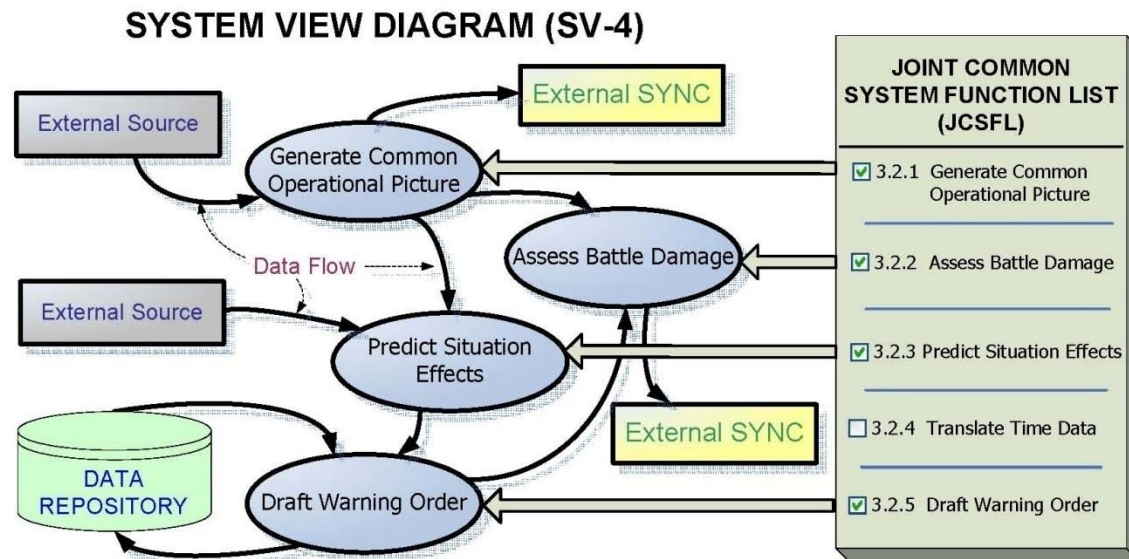 SYSTEM VIEW DIAGRAM (SV-4)
External Source
External SYNC
Generate Common
Operational Picture
Assess Battle Damage
Data Flow
External Source
Predict Situation
Effects
External SYNC
DATA
REPOSITORY
Draft Warning Order
JOINT COMMON
SYSTEM FUNCTION LIST
(JCSFL)
3.2.1 Generate Common
Operational Picture
3.2.2 Assess Battle Damage
3.2.3 Predict Situation Effects
3.2.4 Translate Time Data
3.2.5 Draft Warning Order